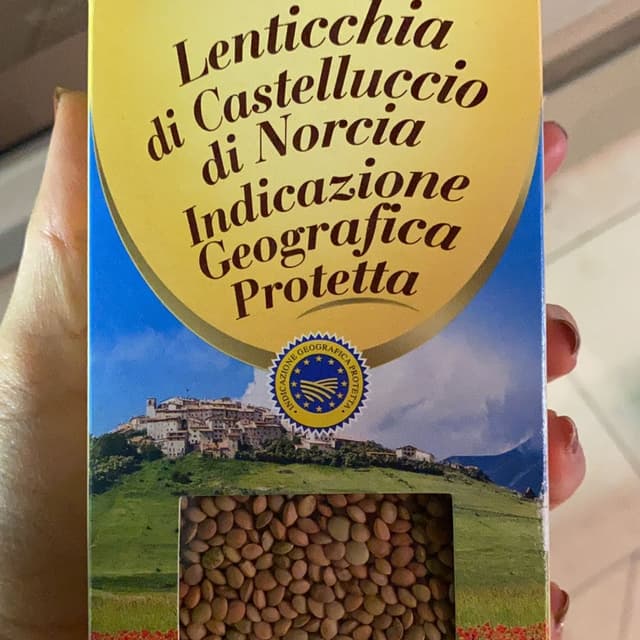 Lenticchia
di Castelluccio
di Norcia
Indicazione
Geografica
Protetta
INDICAZIONE GEOGRAFICA PROTETTA